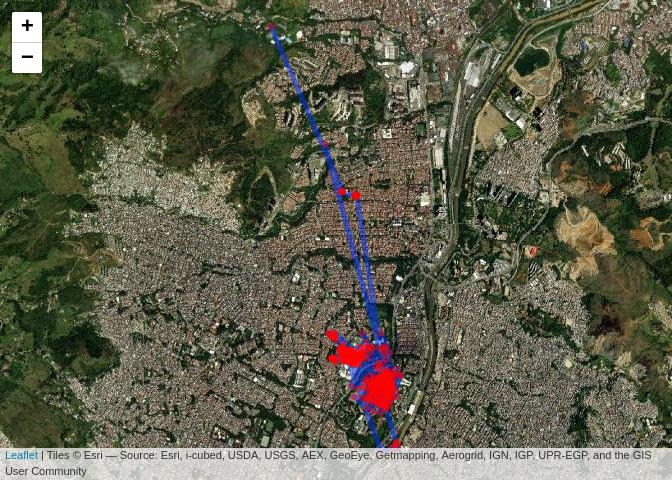 +
−
Leaflet | Tiles © Esri — Source: Esri, i-cubed, USDA, USGS, AEX, GeoEye, Getmapping, Aerogrid, IGN, IGP, UPR-EGP, and the GIS
User Community